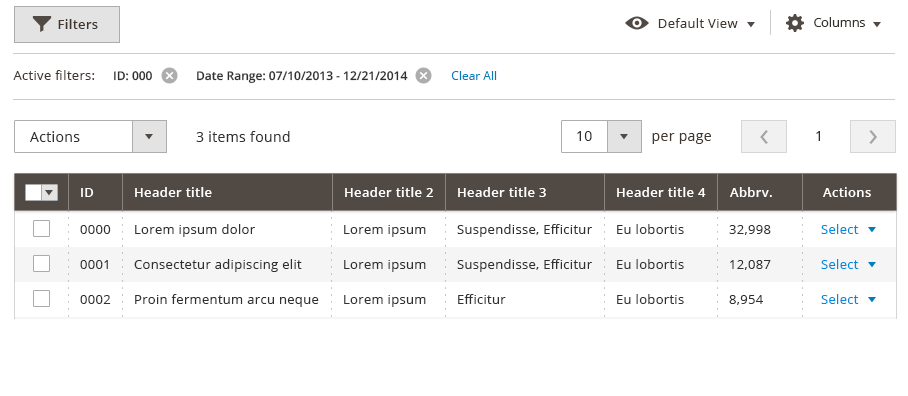 Filters Default View Columns
Active filters: ID: 000 Date Range: 07/10/2013 - 12/21/2014 Clear All
Actions 3 items found 10 per page 1
ID Header title Header title 2 Header title 3 Header title 4 Abbrv. Actions
0000 Lorem ipsum dolor Lorem ipsum Suspendisse, Efficitur Eu lobortis 32,998 Select
0001 Consectetur adipiscing elit Lorem ipsum Suspendisse, Efficitur Eu lobortis 12,087 Select
0002 Proin fermentum arcu neque Lorem ipsum Efficitur Eu lobortis 8,954 Select